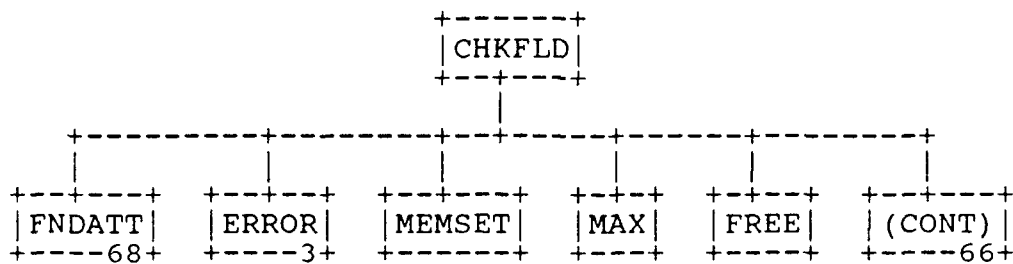 CHKFLD
FNDATT ERROR MEMSET MAX FREE (CONT)
68 3 66